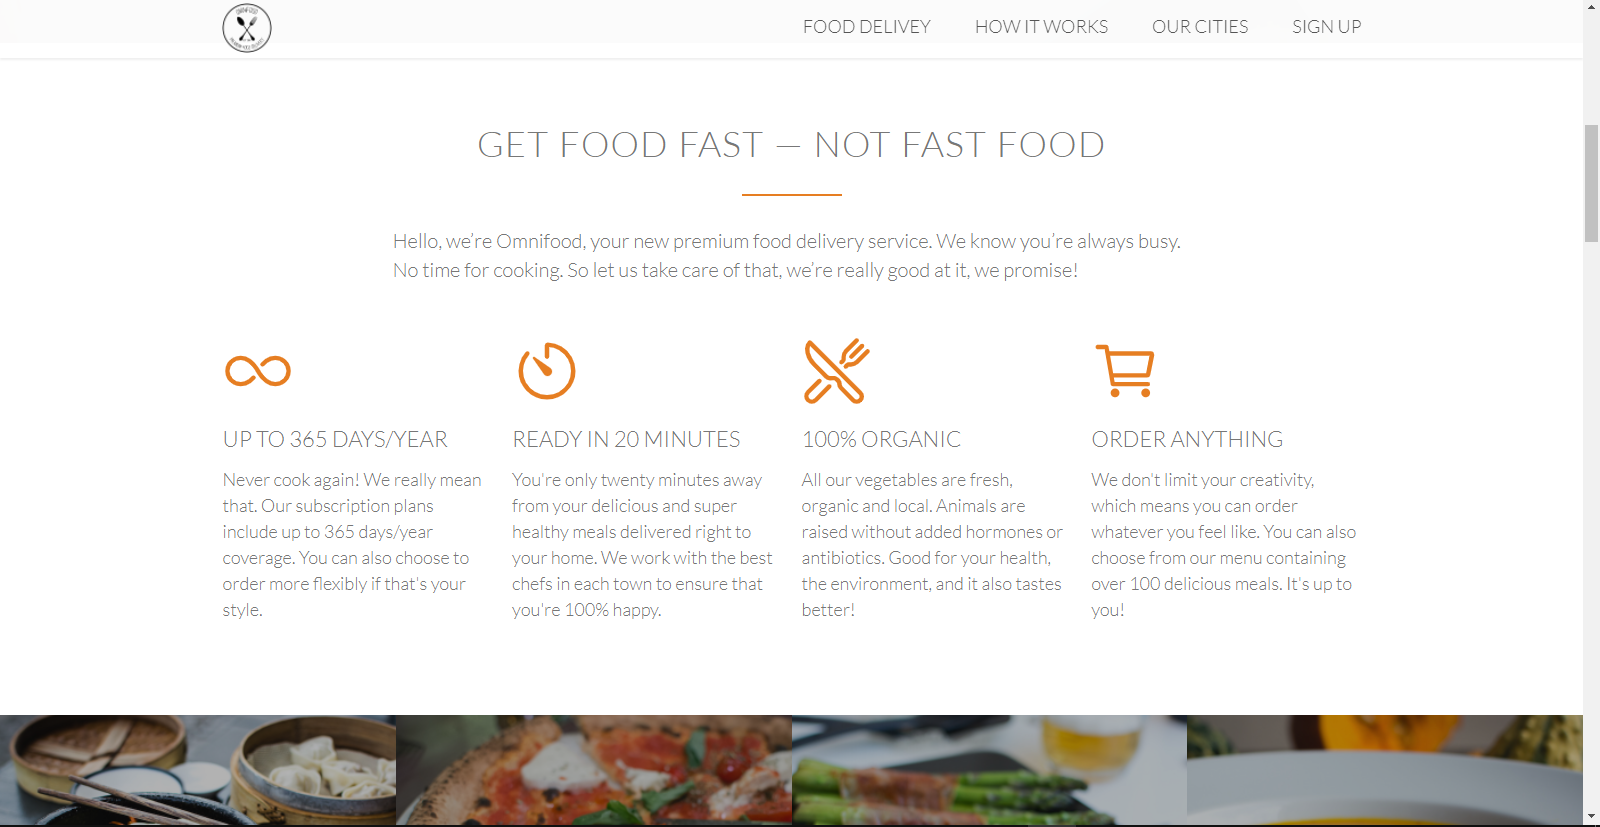 FOOD DELIVEY
HOW IT WORKS
OUR CITIES
SIGN UP
GET FOOD FAST — NOT FAST FOOD
Hello, we’re Omnifood, your new premium food delivery service. We know you’re always busy.
No time for cooking. So let us take care of that, we’re really good at it, we promise!
UP TO 365 DAYS/YEAR
Never cook again! We really mean
that. Our subscription plans
include up to 365 days/year
coverage. You can also choose to
order more flexibly if that's your
style.
READY IN 20 MINUTES
You're only twenty minutes away
from your delicious and super
healthy meals delivered right to
your home. We work with the best
chefs in each town to ensure that
you're 100% happy.
100% ORGANIC
All our vegetables are fresh,
organic and local. Animals are
raised without added hormones or
antibiotics. Good for your health,
the environment, and it also tastes
better!
ORDER ANYTHING
We don't limit your creativity,
which means you can order
whatever you feel like. You can also
choose from our menu containing
over 100 delicious meals. It's up to
you!